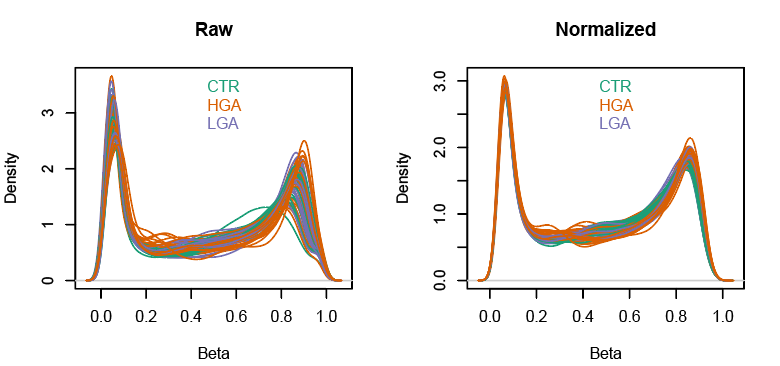 Raw
Normalized
CTR
HGA
LGA
CTR
HGA
LGA
Density
0
1
2
3
0.0 0.2 0.4 0.6 0.8 1.0
Beta
Density
0.0
1.0
2.0
3.0
0.0 0.2 0.4 0.6 0.8 1.0
Beta